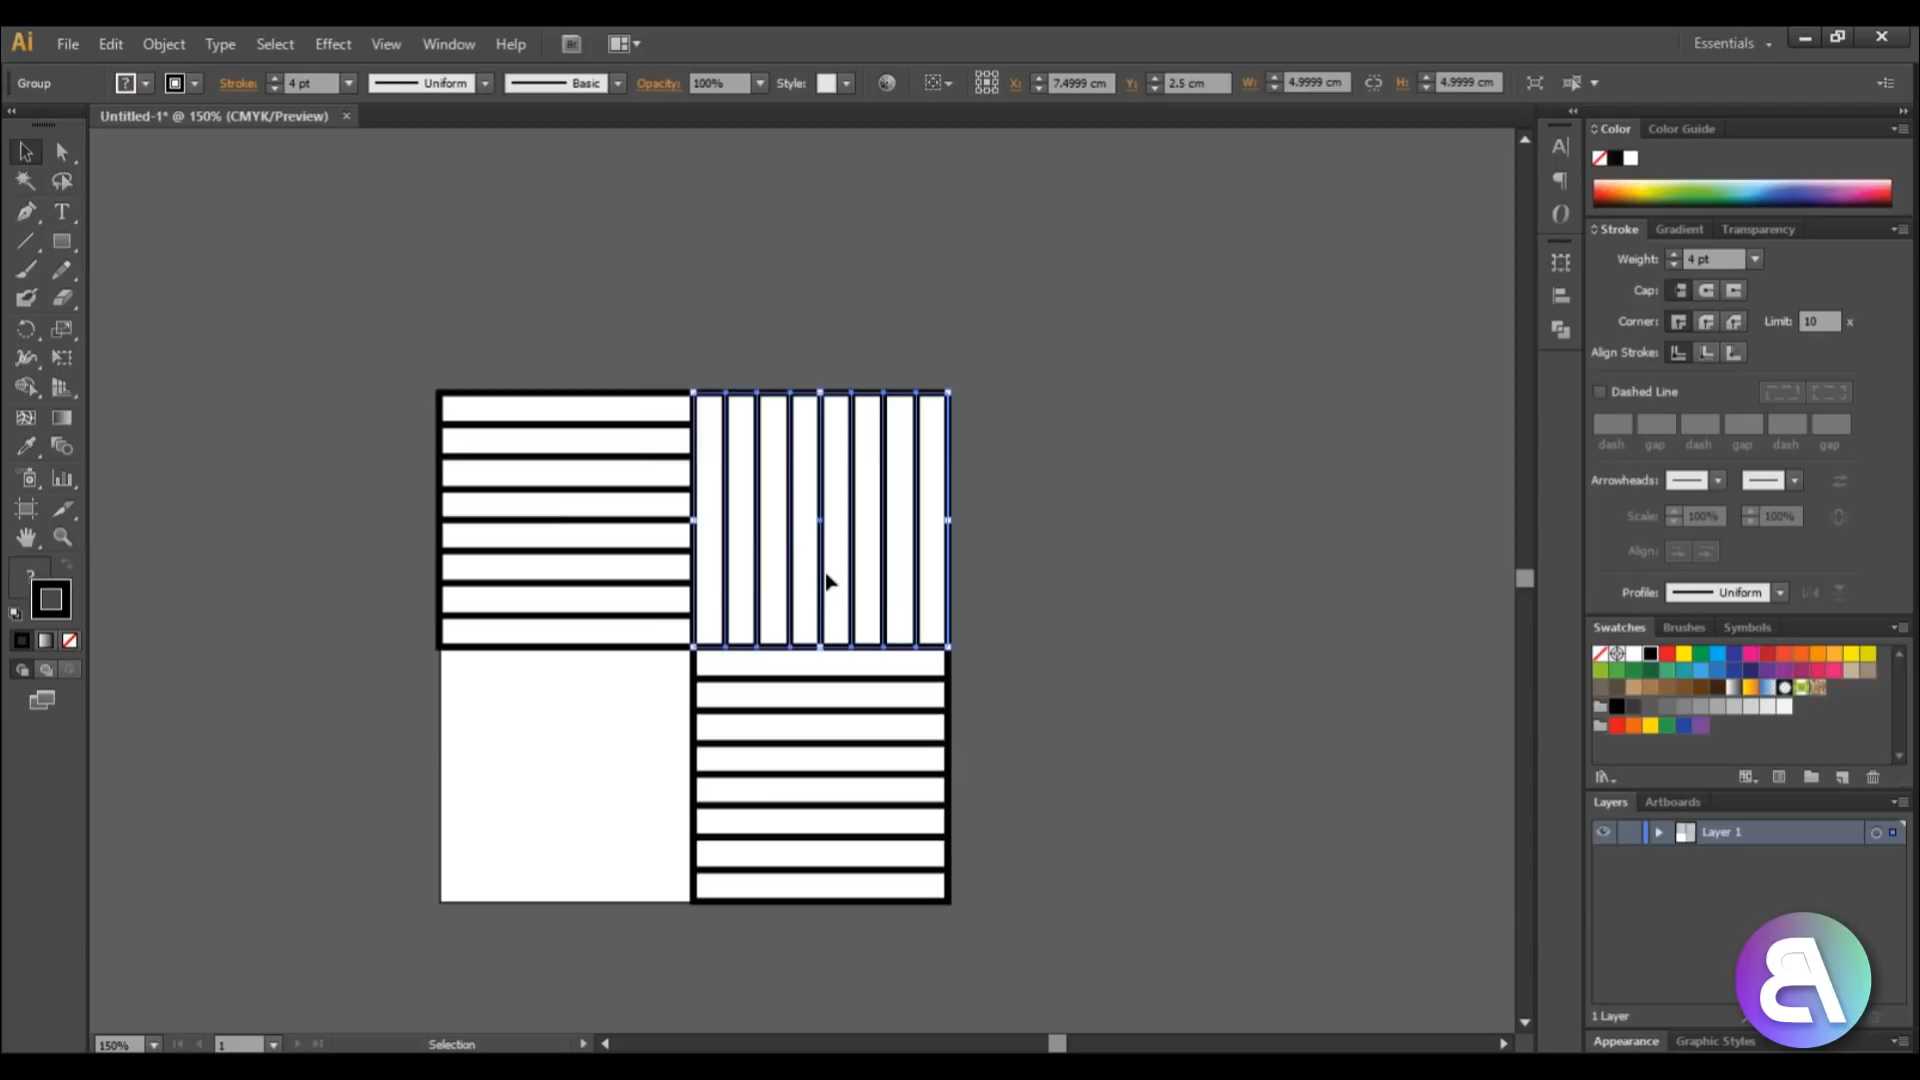 Ai File Edit Object Type Select Effect View Window Help Br Essentials
Group ? Stroke: 4 pt Uniform Basic Opacity: 100% Style: X: 7.4999 cm Y: 2.5 cm W: 4.9999 cm H: 4.9999 cm
Untitled-1* @ 150% (CMYK/Preview) ×
Color Color Guide
Stroke Gradient Transparency
Weight: 4 pt
Cap:
Corner: Limit: 10 x
Align Stroke:
Dashed Line
dash gap dash gap dash gap
Arrowheads:
Scale: 100% 100%
Align:
Profile: Uniform
Swatches Brushes Symbols
Layers Artboards
Layer 1
1 Layer
Appearance Graphic Styles
150% 1 Selection